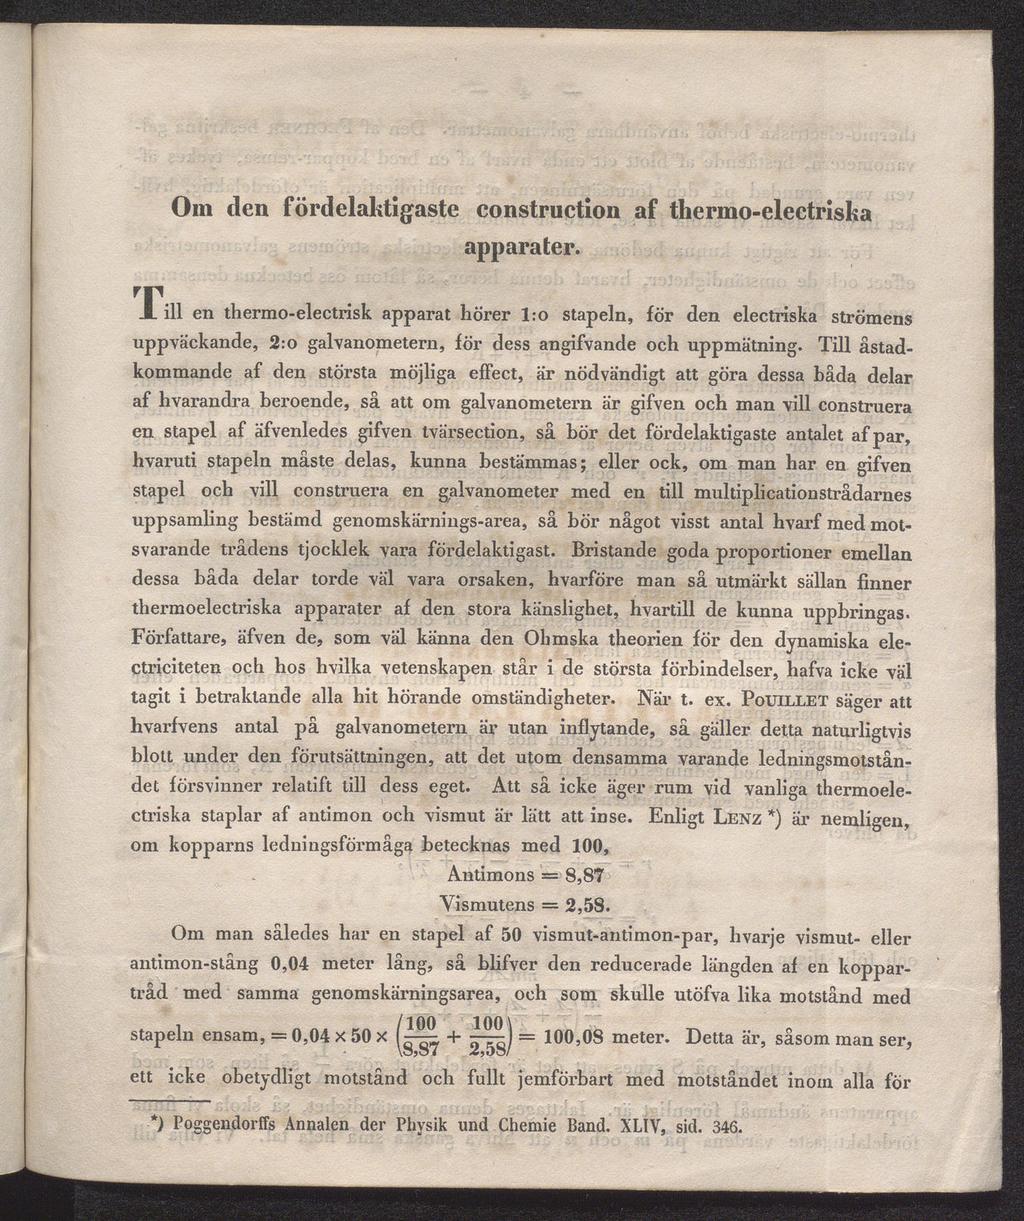 Om den fördelaktigaste construction af thermo-electriska
apparater.
Till en thermo-electrisk apparat hörer 1:o stapeln, för den electriska strömens
uppväckande, 2:o galvanometern, för dess angifvande och uppmätning. Till åstad-
kommande af den största möjliga effect, är nödvändigt att göra dessa båda delar
af hvarandra beroende, så att om galvanometern är gifven och man vill construera
en stapel af äfvenledes gifven tvärsection, så bör det fördelaktigaste antalet af par,
hvaruti stapeln måste delas, kunna bestämmas; eller ock, om man har en gifven
stapel och vill construera en galvanometer med en till multiplicationstrådarnes
uppsamling bestämd genomskärnings-area, så bör något visst antal hvarf med mot-
svarande trådens tjocklek vara fördelaktigast. Bristande goda proportioner emellan
dessa båda delar torde väl vara orsaken, hvarföre man så utmärkt sällan finner
thermoelectriska apparater af den stora känslighet, hvartill de kunna uppbringas.
Författare, äfven de, som väl känna den Ohmska theorien för den dynamiska ele-
ctriciteten och hos hvilka vetenskapen står i de största förbindelser, hafva icke väl
tagit i betraktande alla hit hörande omständigheter. När t. ex. POUILLET säger att
hvarfvens antal på galvanometern är utan inflytande, så gäller detta naturligtvis
blott under den förutsättningen, att det utom densamma varande ledningsmotstån-
det försvinner relatift till dess eget. Att så icke äger rum vid vanliga thermoele-
ctriska staplar af antimon och vismut är lätt att inse. Enligt LENZ *) är nemligen,
om kopparns ledningsförmåga betecknas med 100,
Antimons = 8,87
Vismutens = 2,58.
Om man således har en stapel af 50 vismut-antimon-par, hvarje vismut- eller
antimon-stång 0,04 meter lång, så blifver den reducerade längden af en koppar-
tråd med samma genomskärningsarea, och som skulle utöfva lika motstånd med
stapeln ensam, = 0,04 × 50 × (100/8,87 + 100/2,58) = 100,08 meter. Detta är, såsom man ser,
ett icke obetydligt motstånd och fullt jemförbart med motståndet inom alla för
*) Poggendorffs Annalen der Physik und Chemie Band. XLIV, sid. 346.